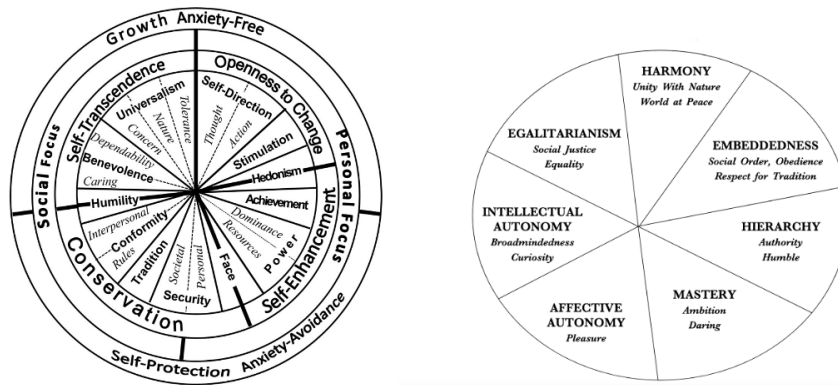 Growth Anxiety-Free
Self-Transcendence
Openness to Change
Social Focus
Personal Focus
Universalism
Tolerance
Nature
Concern
Self-Direction
Thought
Action
Stimulation
Hedonism
Dependability
Benevolence
Caring
Humility
Achievement
Dominance
Resources
Power
Interpersonal
Conformity
Rules
Tradition
Societal
Personal
Security
Face
Conservation
Self-Enhancement
Self-Protection Anxiety-Avoidance
HARMONY
Unity With Nature
World at Peace
EGALITARIANISM
Social Justice
Equality
EMBEDDEDNESS
Social Order, Obedience
Respect for Tradition
INTELLECTUAL
AUTONOMY
Broadmindedness
Curiosity
HIERARCHY
Authority
Humble
AFFECTIVE
AUTONOMY
Pleasure
MASTERY
Ambition
Daring